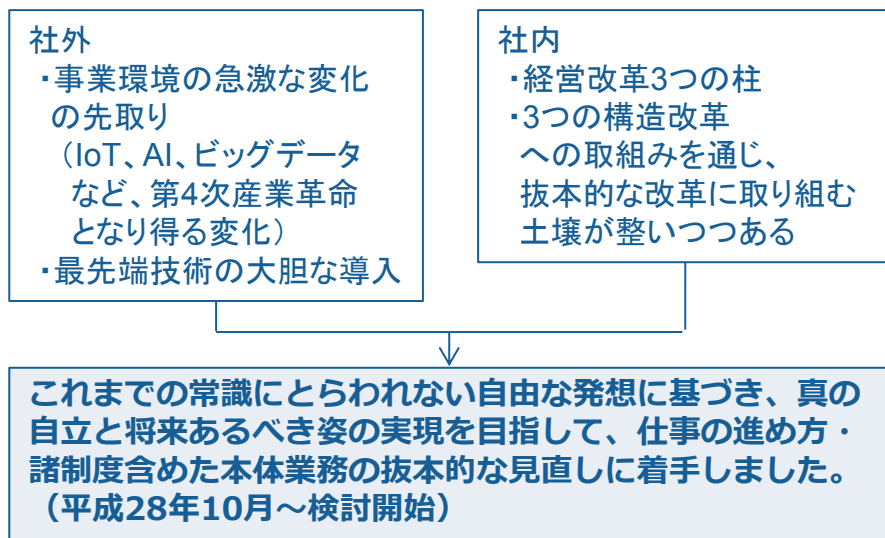 社外
・事業環境の急激な変化
の先取り
（IoT、AI、ビッグデータ
など、第4次産業革命
となり得る変化）
・最先端技術の大胆な導入
社内
・経営改革3つの柱
・3つの構造改革
への取組みを通じ、
抜本的な改革に取り組む
土壌が整いつつある
これまでの常識にとらわれない自由な発想に基づき、真の
自立と将来あるべき姿の実現を目指して、仕事の進め方・
諸制度含めた本体業務の抜本的な見直しに着手しました。
（平成28年10月～検討開始）